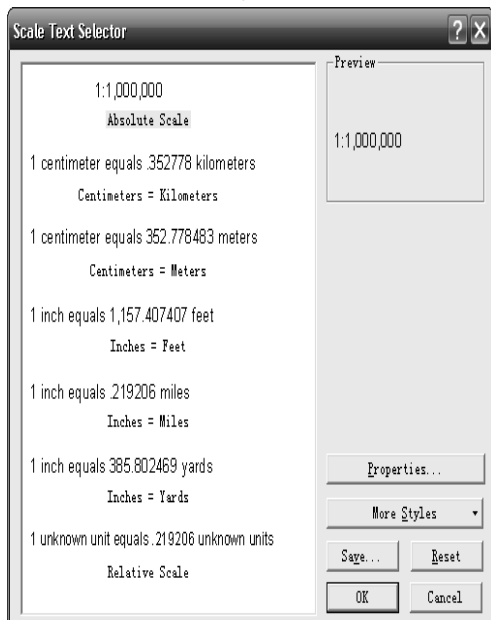 Scale Text Selector
1:1,000,000
Absolute Scale
1 centimeter equals .352778 kilometers
Centimeters = Kilometers
1 centimeter equals 352.778483 meters
Centimeters = Meters
1 inch equals 1,157.407407 feet
Inches = Feet
1 inch equals .219206 miles
Inches = Miles
1 inch equals 385.802469 yards
Inches = Yards
1 unknown unit equals .219206 unknown units
Relative Scale
Preview
1:1,000,000
Properties...
More Styles
Save... Reset
OK Cancel